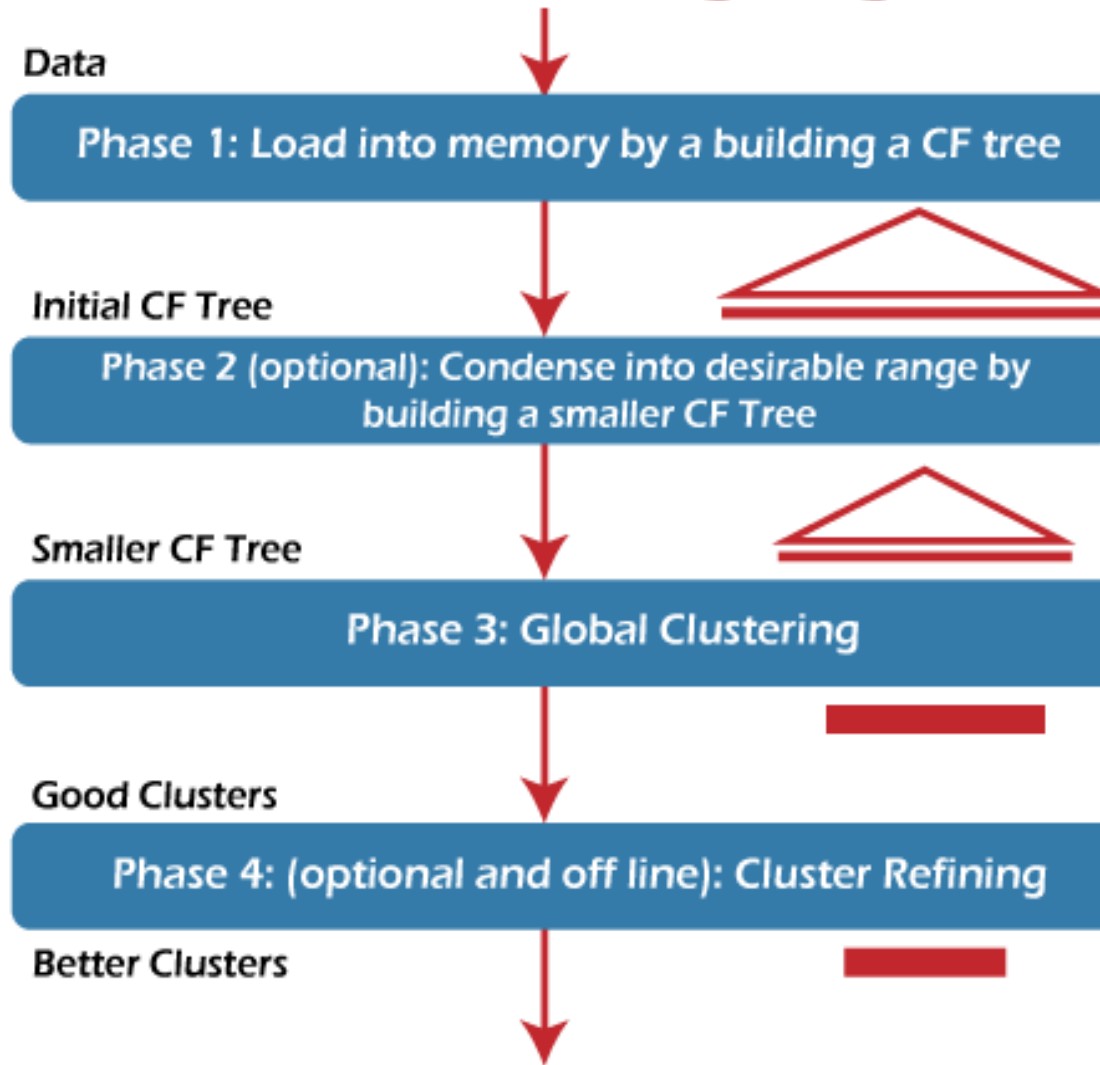 Data
Phase 1: Load into memory by a building a CF tree
Initial CF Tree
Phase 2 (optional): Condense into desirable range by
building a smaller CF Tree
Smaller CF Tree
Phase 3: Global Clustering
Good Clusters
Phase 4: (optional and off line): Cluster Refining
Better Clusters